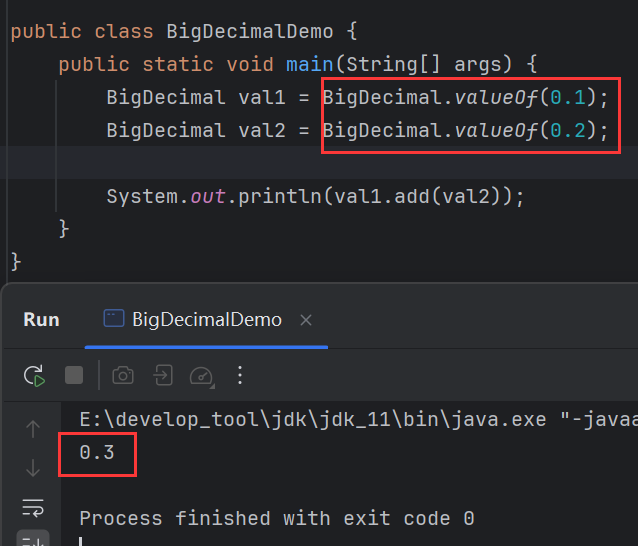 public class BigDecimalDemo {
public static void main(String[] args) {
BigDecimal val1 = BigDecimal.valueOf(0.1);
BigDecimal val2 = BigDecimal.valueOf(0.2);
System.out.println(val1.add(val2));
}
}
Run BigDecimalDemo ×
E:\develop_tool\jdk\jdk_11\bin\java.exe "-javaa
0.3
Process finished with exit code 0